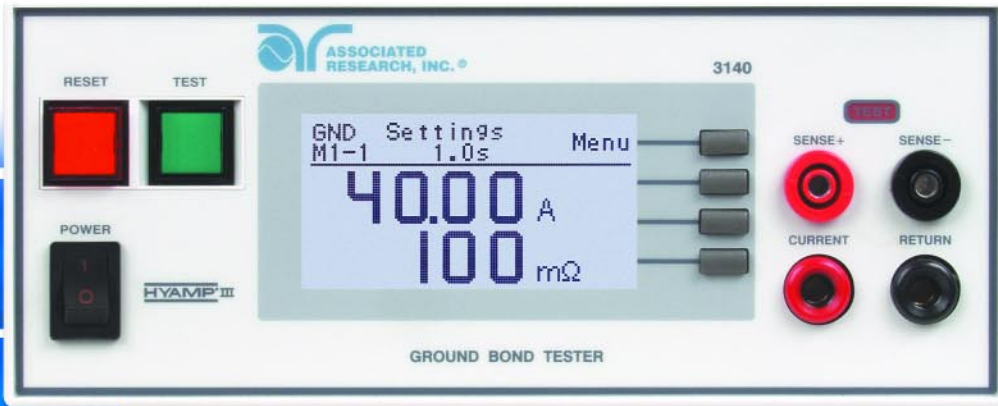 ASSOCIATED
RESEARCH, INC.®
3140
RESET
TEST
TEST
GND Settings
M1-1 1.0s
Menu
40.00 A
100 mΩ
SENSE+
SENSE−
CURRENT
RETURN
POWER
I
O
HYAMP® III
GROUND BOND TESTER